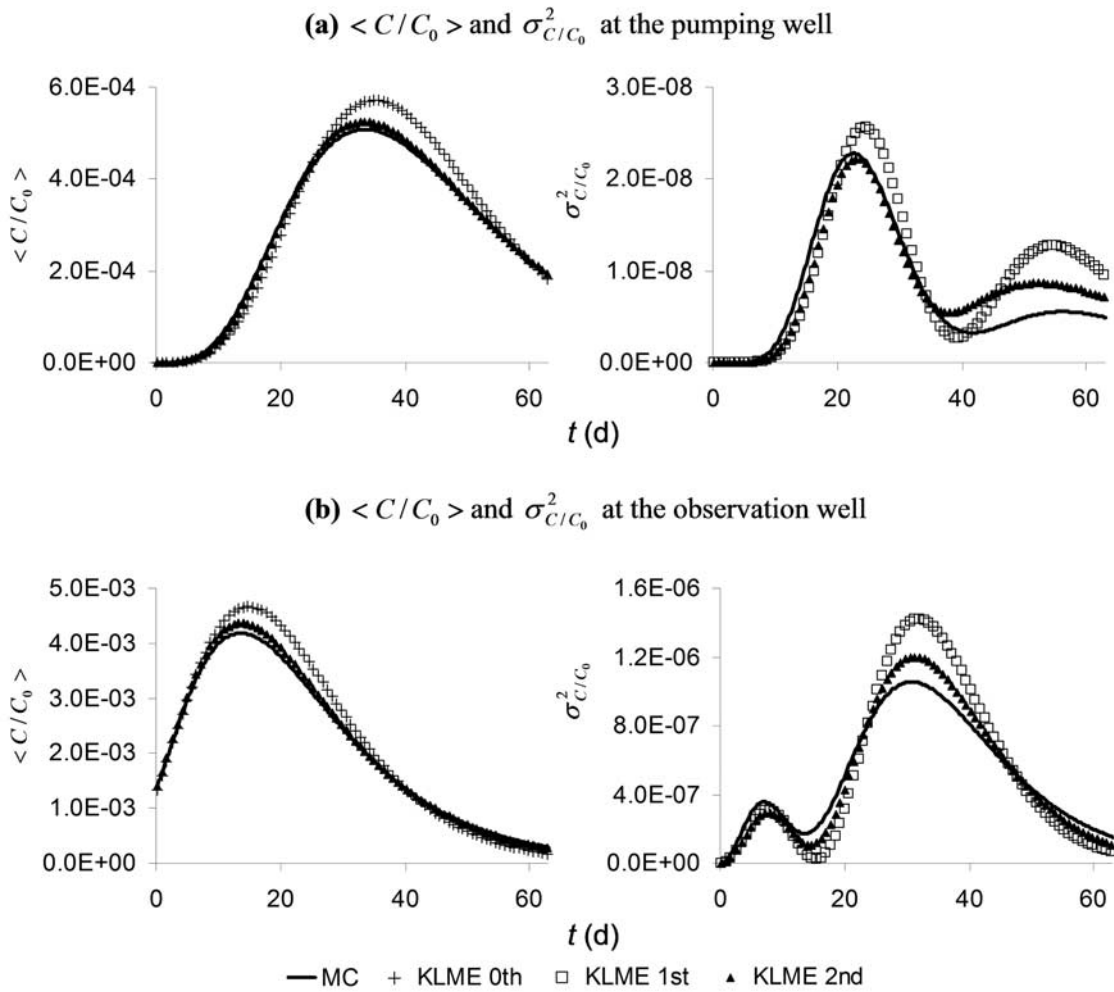 (a) < C / C₀ > and σ²_{C/C₀} at the pumping well
6.0E-04
4.0E-04
2.0E-04
0.0E+00
< C / C₀ >
0 20 40 60
3.0E-08
2.0E-08
1.0E-08
0.0E+00
σ²_{C/C₀}
0 20 40 60
t (d)
(b) < C / C₀ > and σ²_{C/C₀} at the observation well
5.0E-03
4.0E-03
3.0E-03
2.0E-03
1.0E-03
0.0E+00
< C / C₀ >
0 20 40 60
1.6E-06
1.2E-06
8.0E-07
4.0E-07
0.0E+00
σ²_{C/C₀}
0 20 40 60
t (d)
MC KLME 0th KLME 1st KLME 2nd